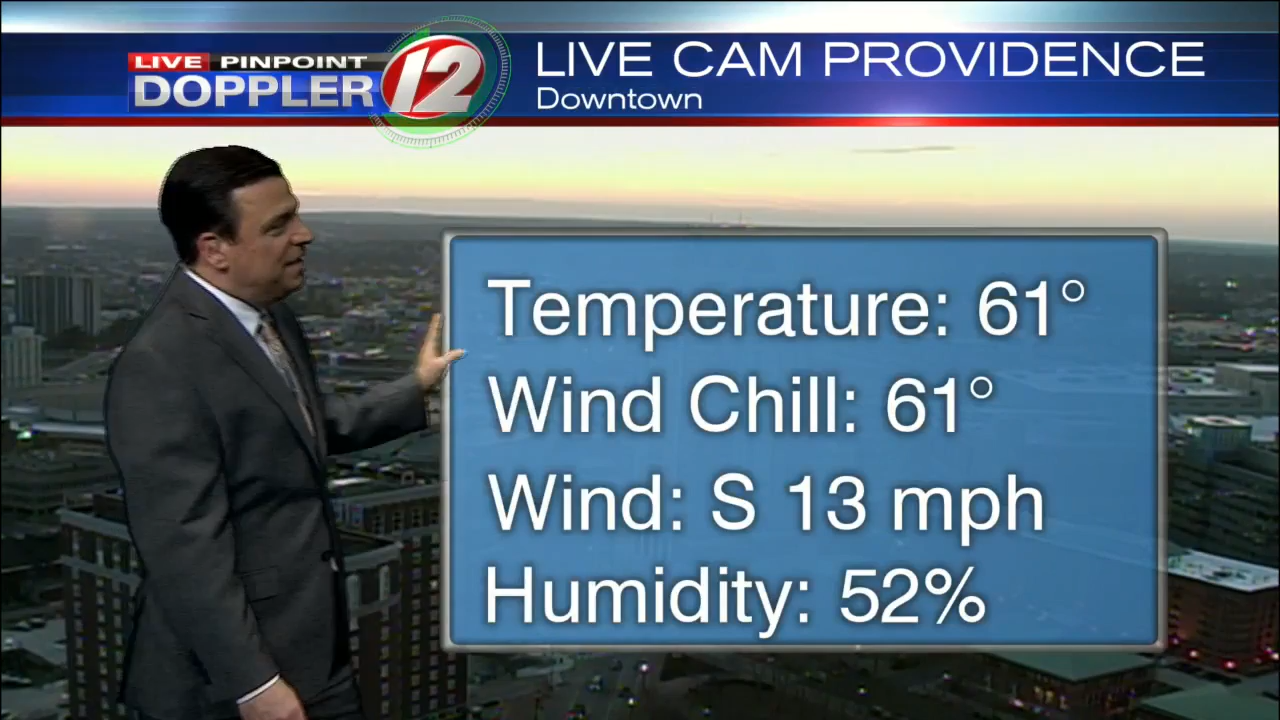 LIVE PINPOINT
DOPPLER 12
LIVE CAM PROVIDENCE
Downtown
Temperature: 61°
Wind Chill: 61°
Wind: S 13 mph
Humidity: 52%